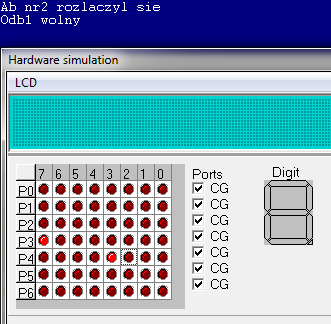 Ab nr2 rozlaczyl sie
Odb1 wolny
Hardware simulation
LCD
7 6 5 4 3 2 1 0
P0
P1
P2
P3
P4
P5
P6
Ports
CG
CG
CG
CG
CG
CG
CG
Digit